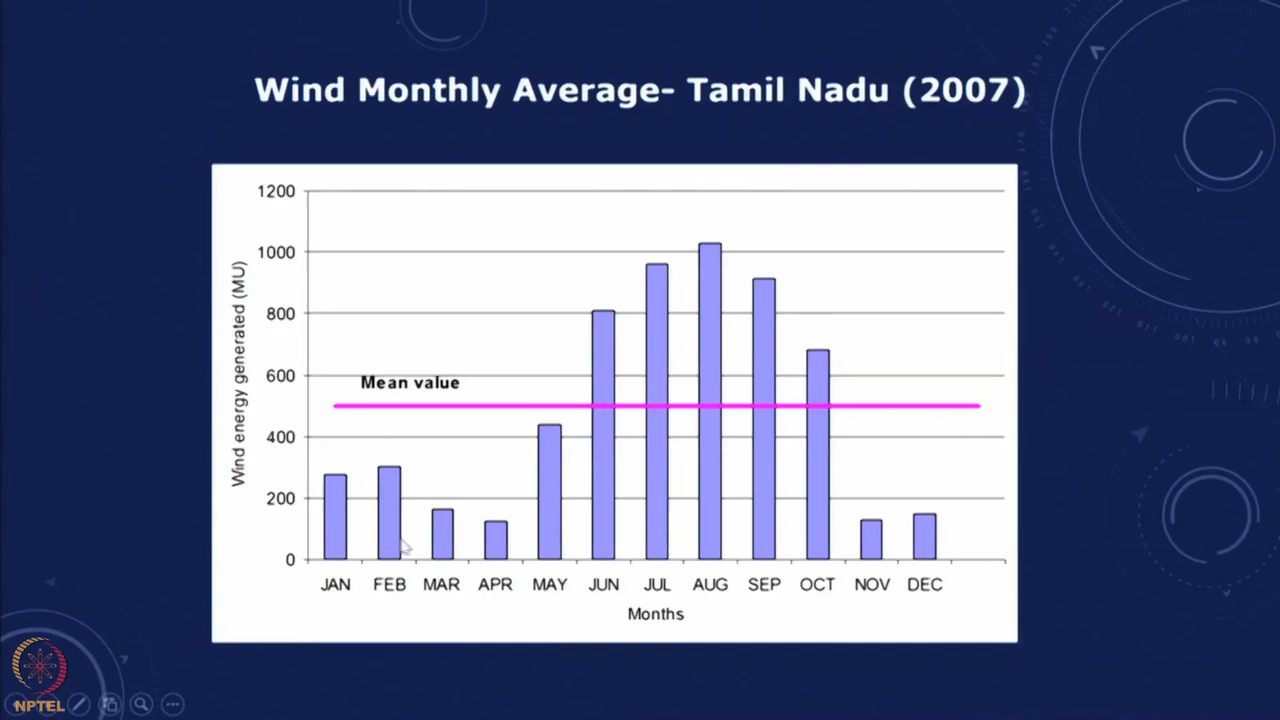 Wind Monthly Average- Tamil Nadu (2007)
1200
1000
800
600
400
200
0
Wind energy generated (MU)
Mean value
JAN FEB MAR APR MAY JUN JUL AUG SEP OCT NOV DEC
Months
NPTEL